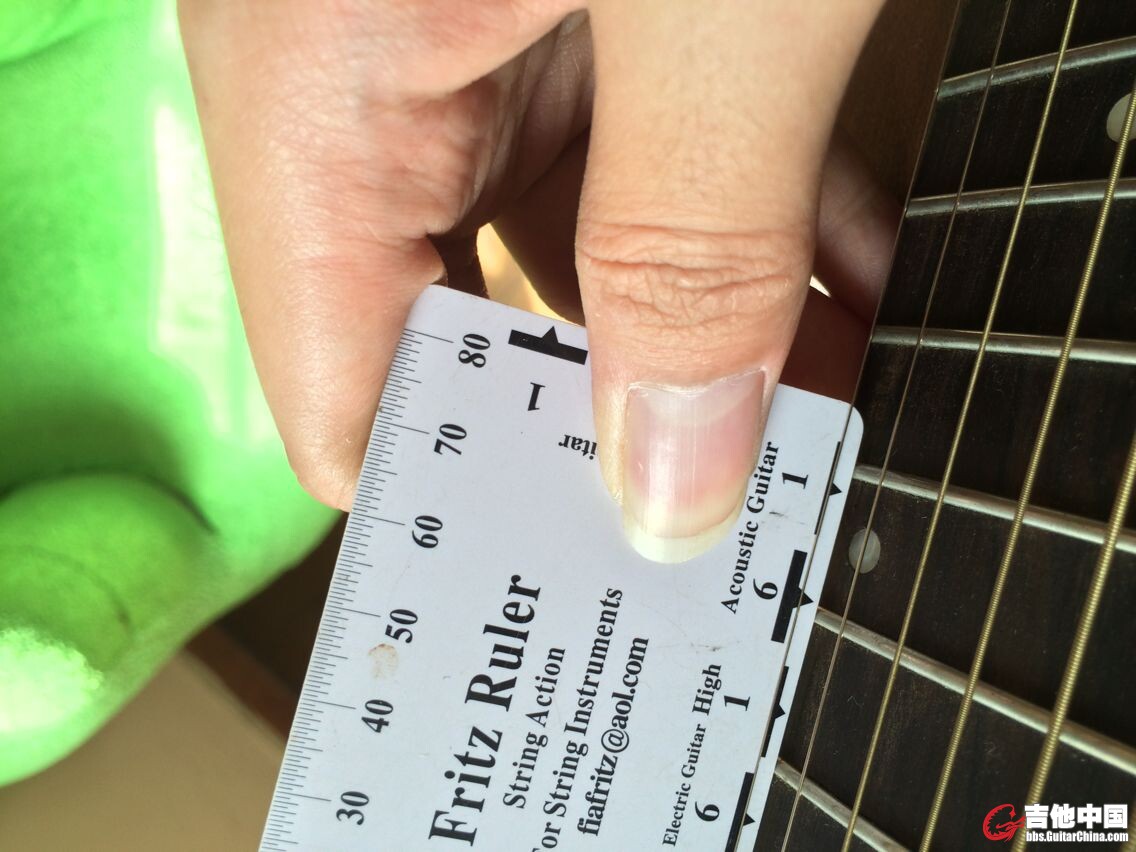 80
70
60
50
40
30
1
itar
Fritz Ruler
String Action
For String Instruments
fiafritz@aol.com
Acoustic Guitar
6 1
Electric Guitar High
6 1
吉他中国
bbs.GuitarChina.com